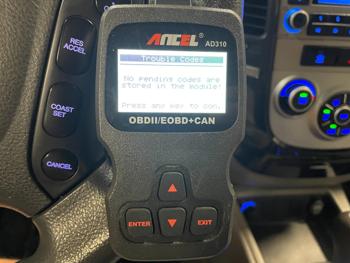 RES
ACCEL
COAST
SET
CANCEL
ANCEL
AD310
Trouble Codes
No pending codes are
stored in the module!
Press any key to con.
OBDII/EOBD+CAN
ENTER
EXIT